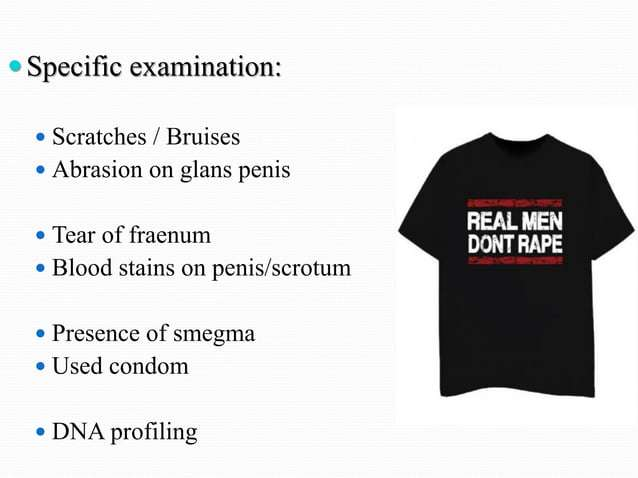 Specific examination:
Scratches / Bruises
Abrasion on glans penis
Tear of fraenum
Blood stains on penis/scrotum
Presence of smegma
Used condom
DNA profiling
REAL MEN
DONT RAPE